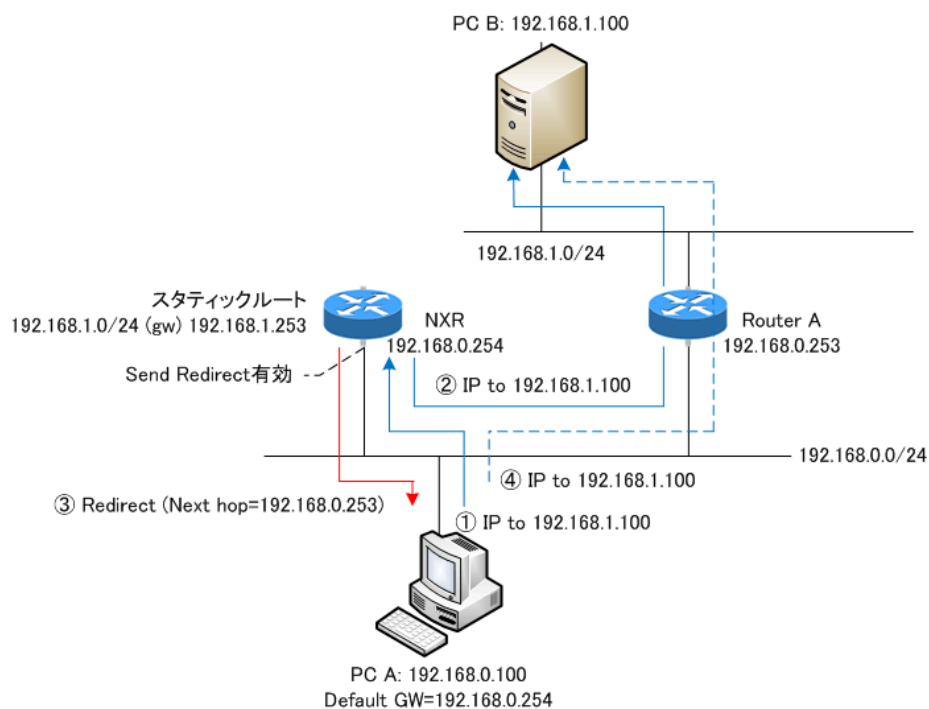 PC B: 192.168.1.100
192.168.1.0/24
スタティックルート
192.168.1.0/24 (gw) 192.168.1.253
NXR
192.168.0.254
Router A
192.168.0.253
Send Redirect有効
② IP to 192.168.1.100
192.168.0.0/24
④ IP to 192.168.1.100
③ Redirect (Next hop=192.168.0.253)
① IP to 192.168.1.100
PC A: 192.168.0.100
Default GW=192.168.0.254